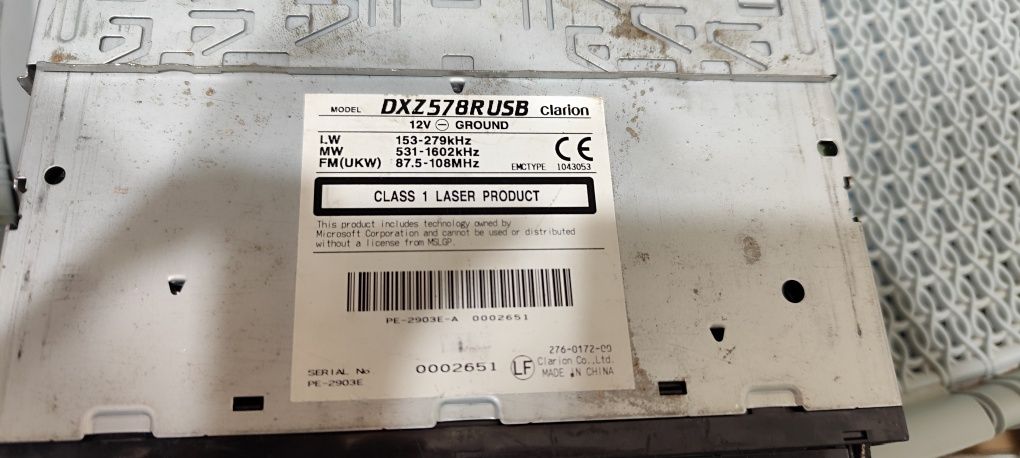 MODEL DXZ578RUSB Clarion
12V ⊖ GROUND
LW 153-279kHz
MW 531-1602kHz
FM(UKW) 87.5-108MHz
CE
EMCTYPE 1043053
CLASS 1 LASER PRODUCT
This product includes technology owned by
Microsoft Corporation and cannot be used or distributed
without a license from MSLGP.
PE-2903E-A 0002651
276-0172-00
SERIAL No 0002651 LF Clarion Co.,Ltd.
PE-2903E MADE IN CHINA